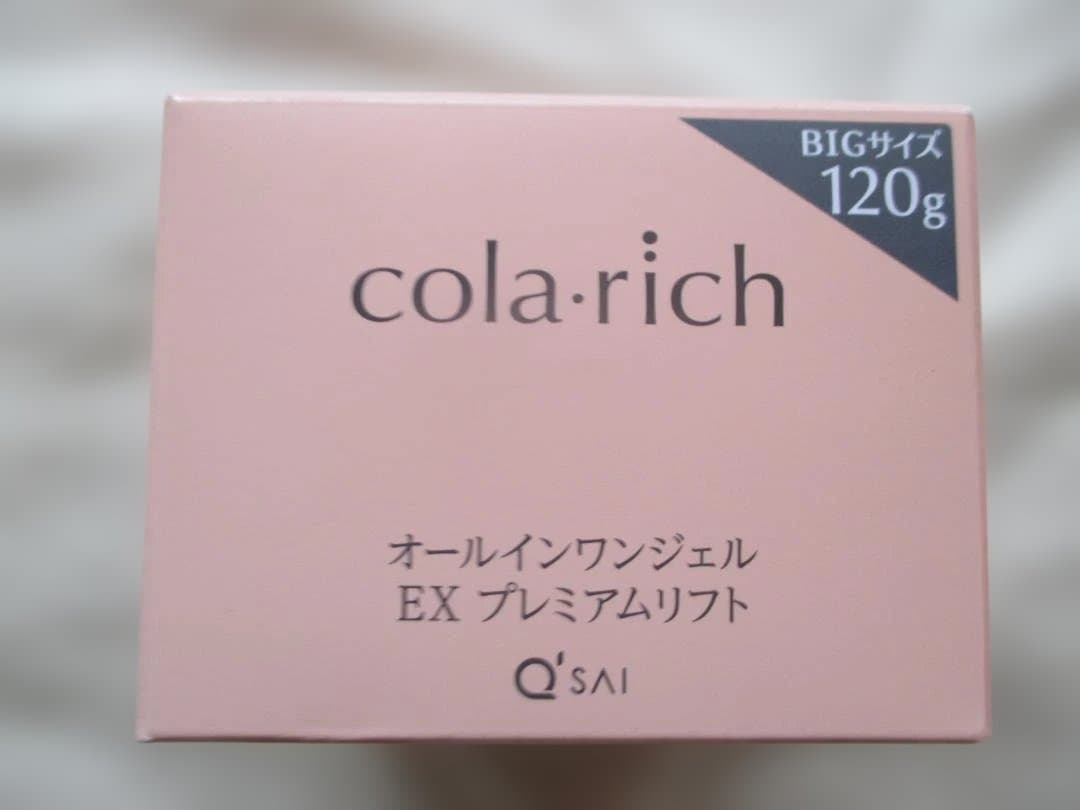 BIGサイズ
120g
cola·rich
オールインワンジェル
EX プレミアムリフト
Q'SAI